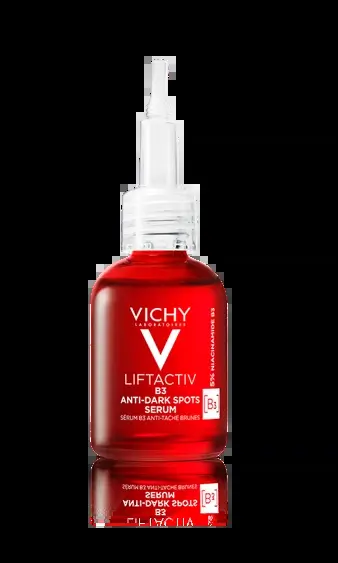 VICHY
LABORATOIRES
LIFTACTIV
B3
ANTI-DARK SPOTS
SERUM
SÉRUM B3 ANTI-TACHE BRUNES
5% NIACINAMIDE B3
[B3]